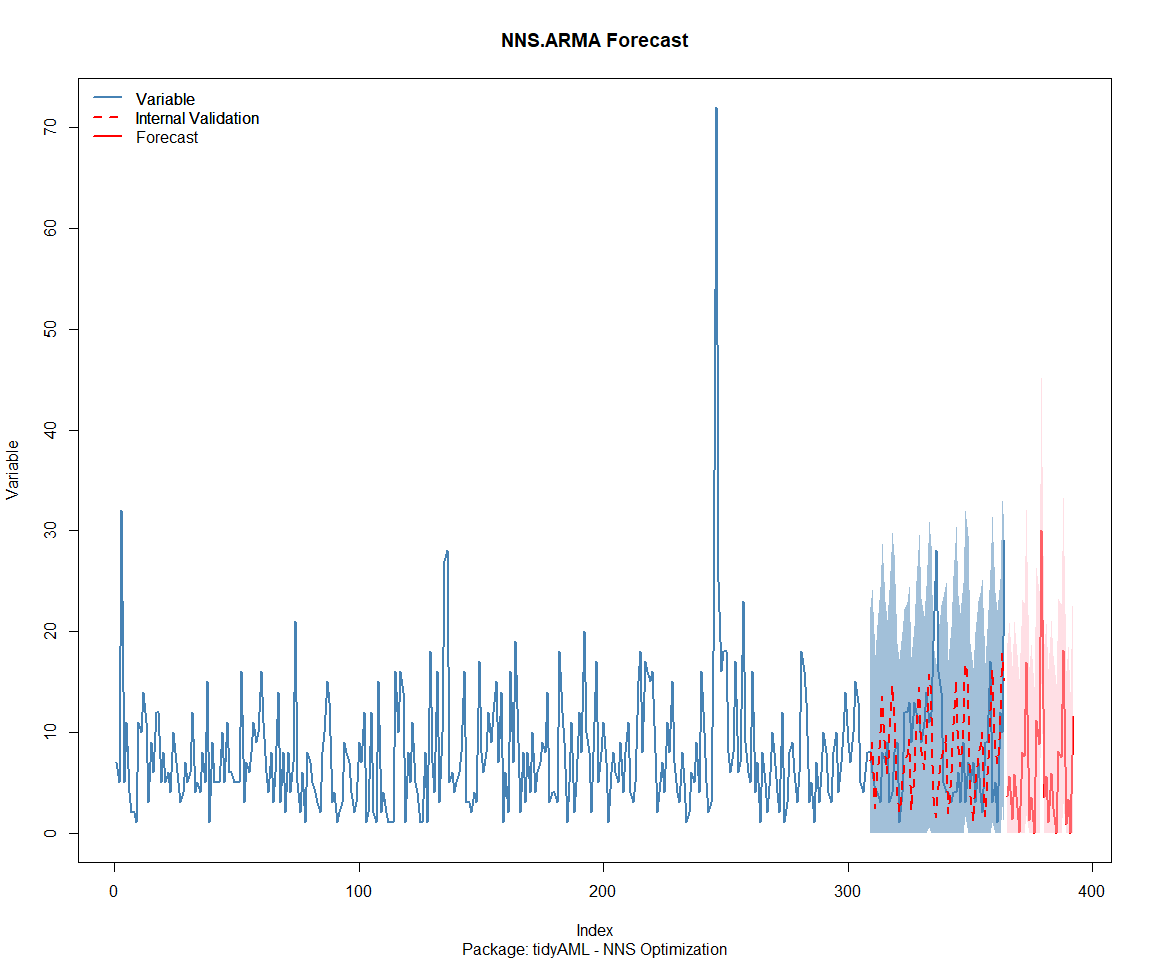 NNS.ARMA Forecast
Variable
Internal Validation
Forecast
70
60
50
40
30
20
10
0
Variable
0
100
200
300
400
Index
Package: tidyAML - NNS Optimization